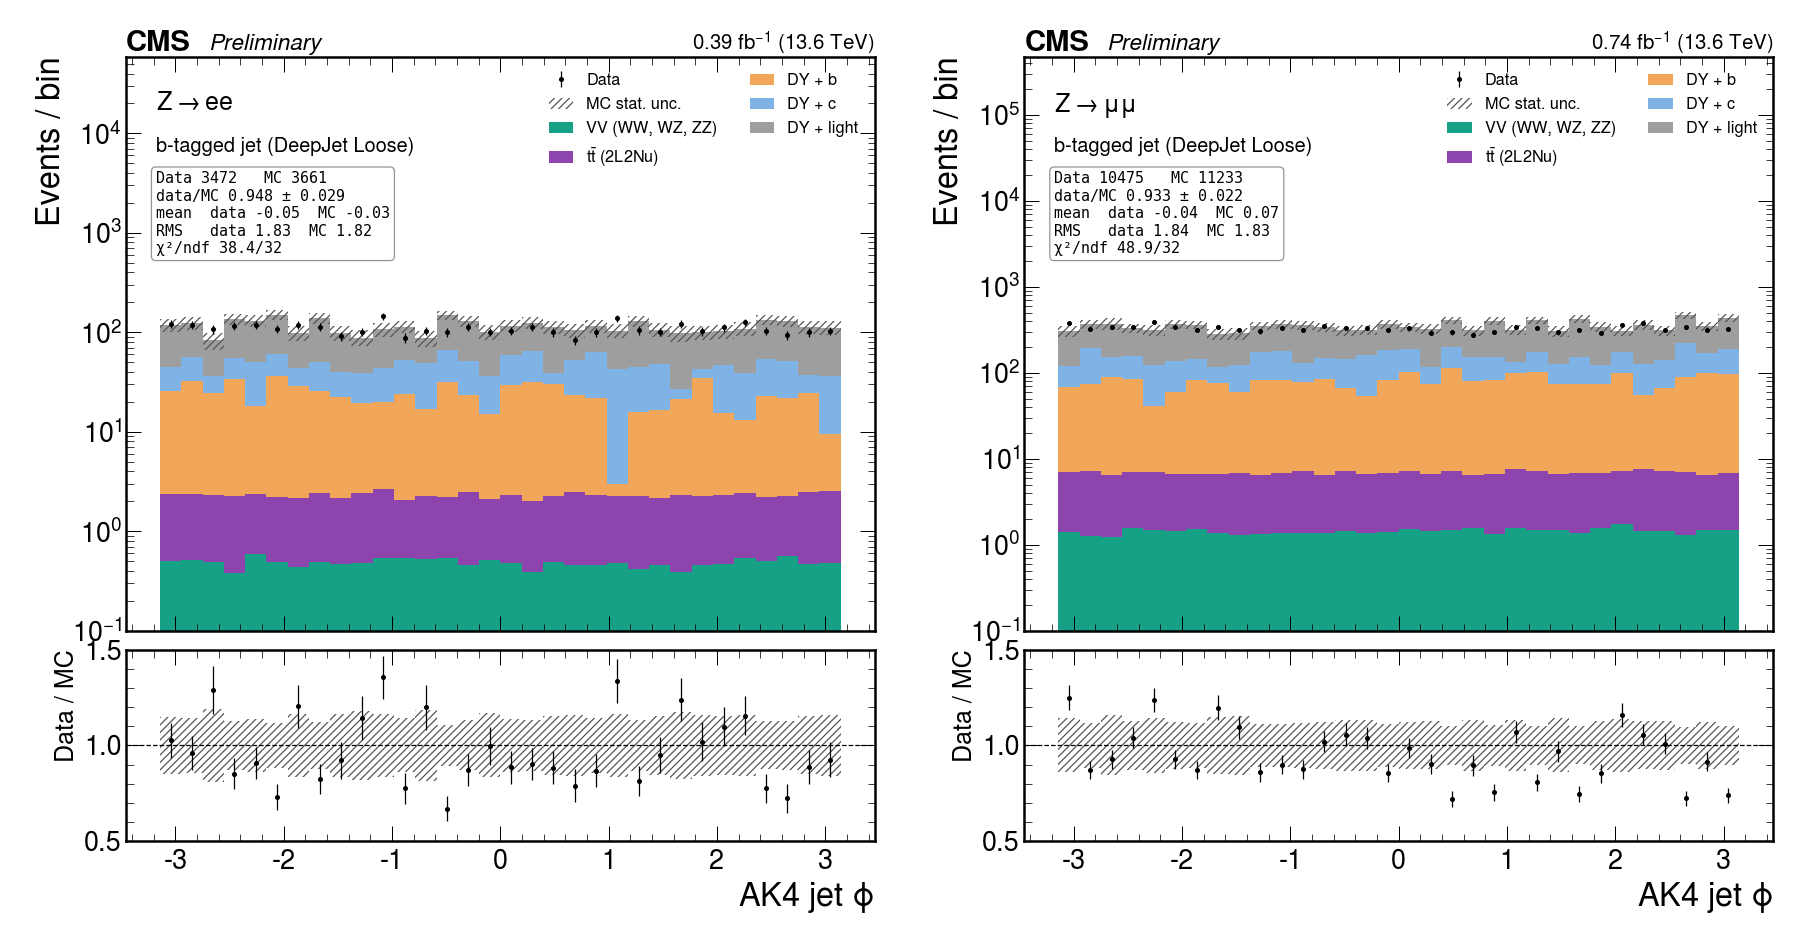 CMS Preliminary 0.39 fb⁻¹ (13.6 TeV)
Events / bin
Z → ee
b-tagged jet (DeepJet Loose)
Data 3472   MC 3661
data/MC 0.948 ± 0.029
mean  data -0.05  MC -0.03
RMS   data 1.83  MC 1.82
χ²/ndf 38.4/32
Data
MC stat. unc.
VV (WW, WZ, ZZ)
tt̄ (2L2Nu)
DY + b
DY + c
DY + light
10⁴
10³
10²
10¹
10⁰
10⁻¹
Data / MC
1.5
1.0
0.5
-3 -2 -1 0 1 2 3
AK4 jet ϕ
CMS Preliminary 0.74 fb⁻¹ (13.6 TeV)
Events / bin
Z → μμ
b-tagged jet (DeepJet Loose)
Data 10475   MC 11233
data/MC 0.933 ± 0.022
mean  data -0.04  MC 0.07
RMS   data 1.84  MC 1.83
χ²/ndf 48.9/32
Data
MC stat. unc.
VV (WW, WZ, ZZ)
tt̄ (2L2Nu)
DY + b
DY + c
DY + light
10⁵
10⁴
10³
10²
10¹
10⁰
10⁻¹
Data / MC
1.5
1.0
0.5
-3 -2 -1 0 1 2 3
AK4 jet ϕ